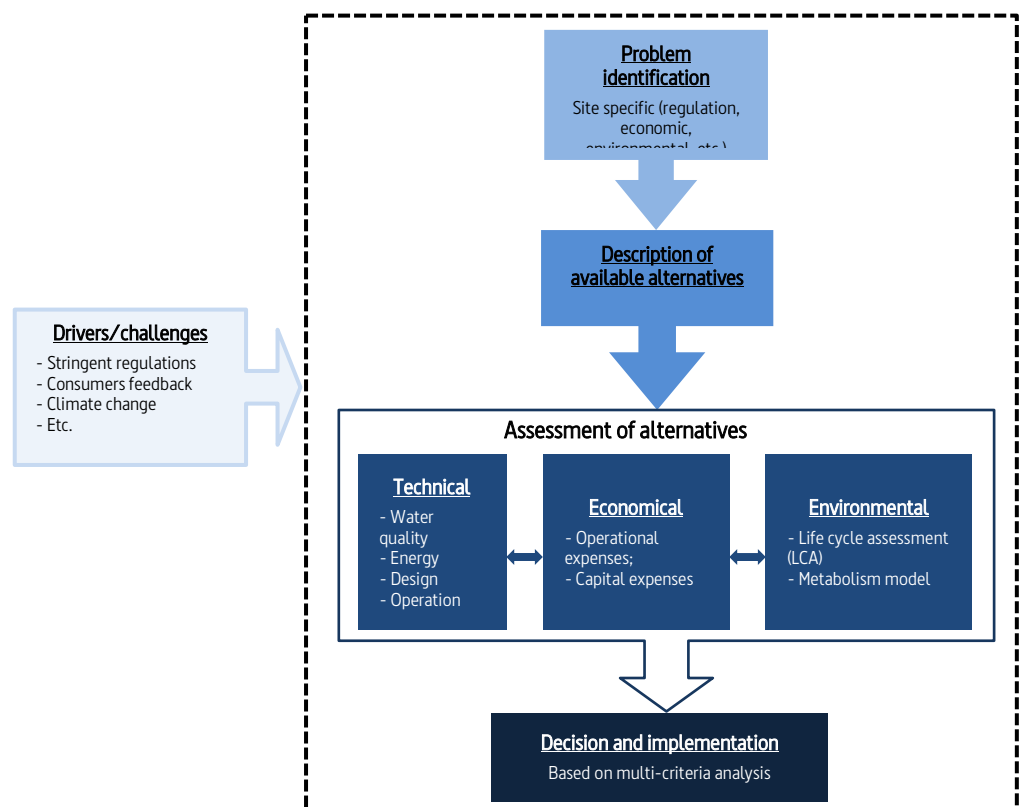 Problem
identification
Site specific (regulation,
economic,
environmental, etc.)
Description of
available alternatives
Drivers/challenges
- Stringent regulations
- Consumers feedback
- Climate change
- Etc.
Assessment of alternatives
Technical
- Water
quality
- Energy
- Design
- Operation
Economical
- Operational
expenses;
- Capital expenses
Environmental
- Life cycle assessment
(LCA)
- Metabolism model
Decision and implementation
Based on multi-criteria analysis